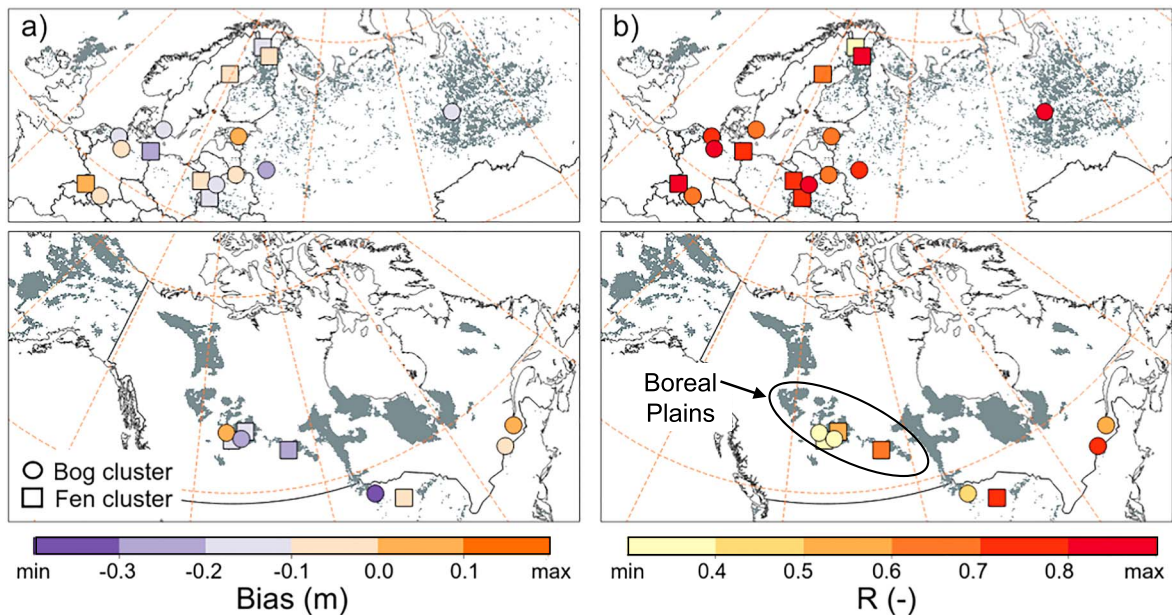 a)
b)
Boreal
Plains
Bog cluster
Fen cluster
min -0.3 -0.2 -0.1 0.0 0.1 max
Bias (m)
min 0.4 0.5 0.6 0.7 0.8 max
R (-)